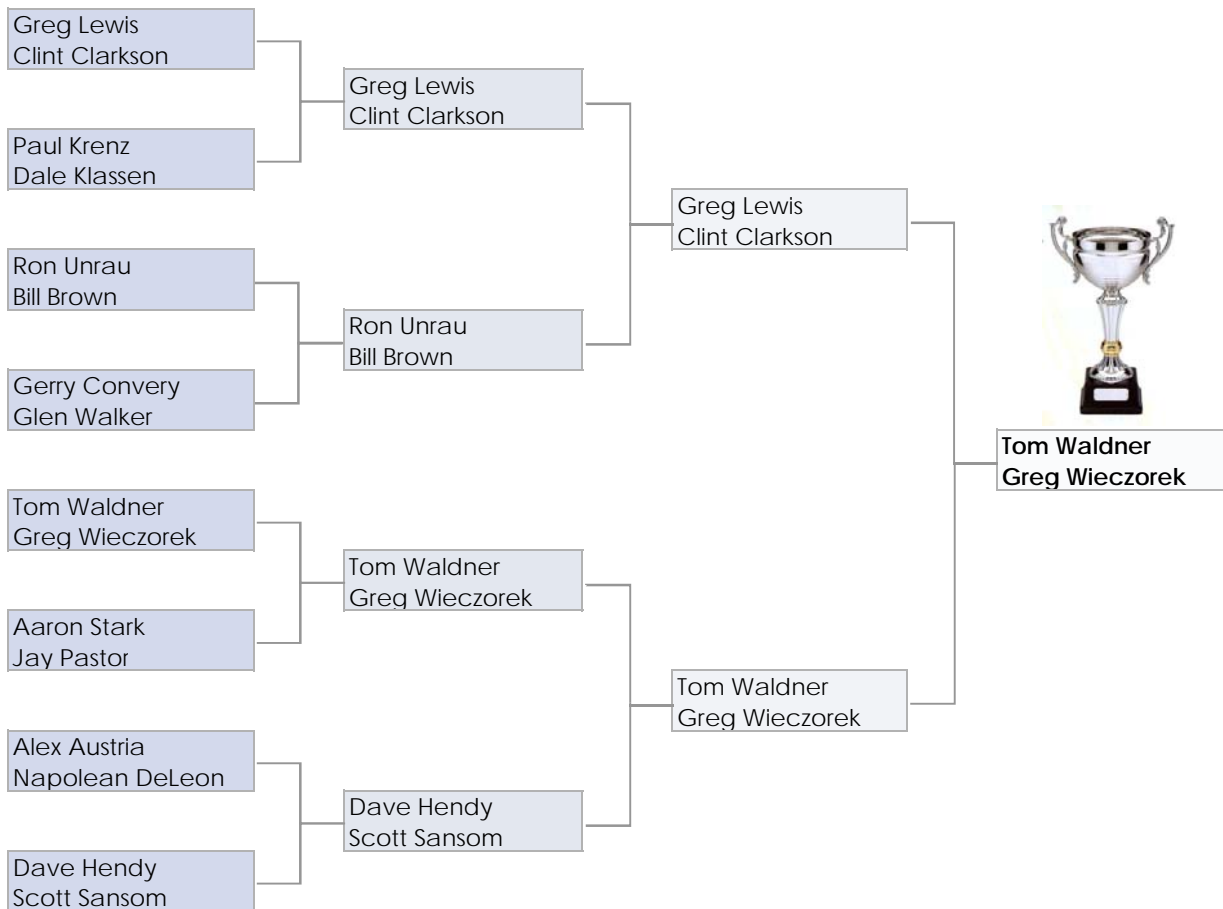 Greg Lewis
Clint Clarkson
Paul Krenz
Dale Klassen
Ron Unrau
Bill Brown
Gerry Convery
Glen Walker
Tom Waldner
Greg Wieczorek
Aaron Stark
Jay Pastor
Alex Austria
Napolean DeLeon
Dave Hendy
Scott Sansom
Greg Lewis
Clint Clarkson
Ron Unrau
Bill Brown
Tom Waldner
Greg Wieczorek
Dave Hendy
Scott Sansom
Greg Lewis
Clint Clarkson
Tom Waldner
Greg Wieczorek
Tom Waldner
Greg Wieczorek